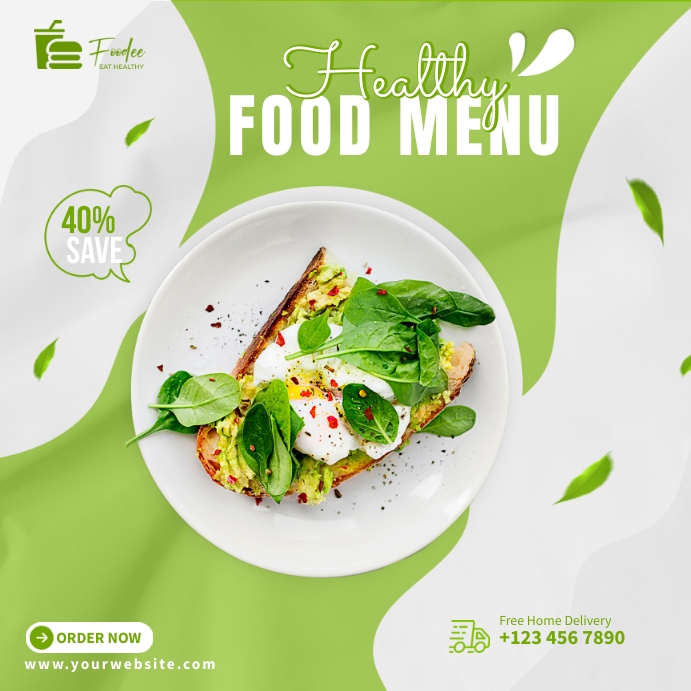 Foodee
EAT HEALTHY
Healthy
FOOD MENU
40%
SAVE
ORDER NOW
www.yourwebsite.com
Free Home Delivery
+123 456 7890